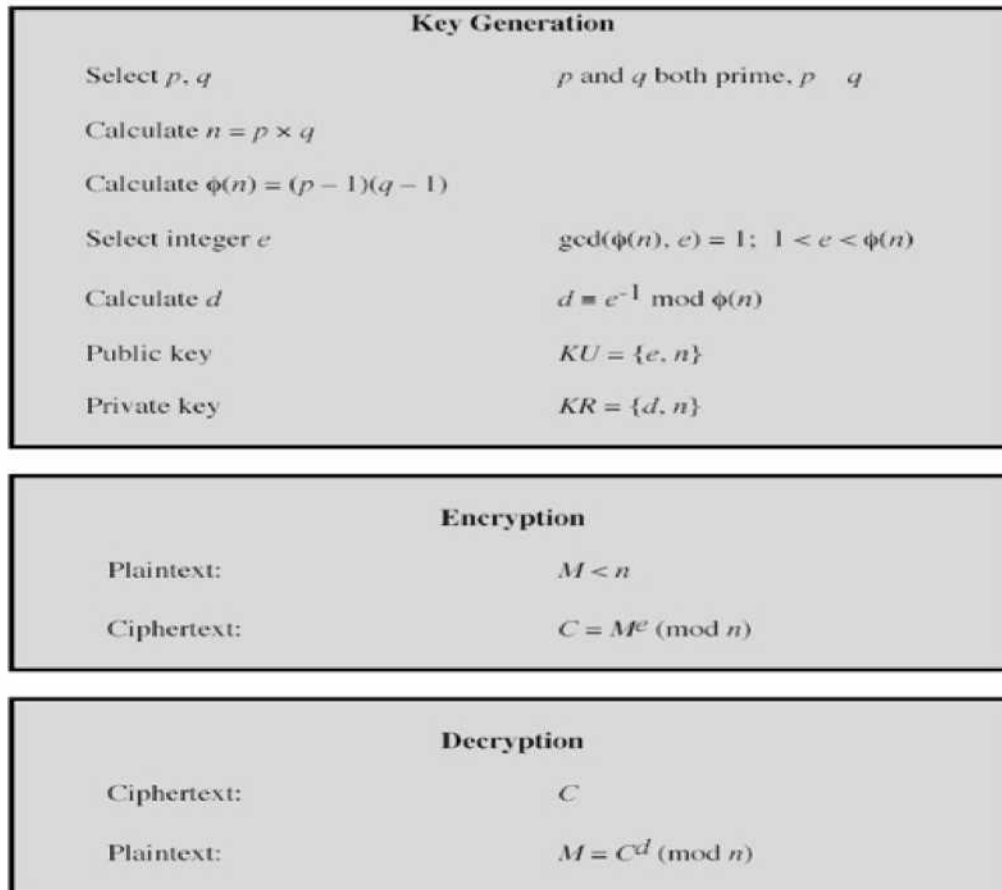 Key Generation
Select p, q p and q both prime, p q
Calculate n = p × q
Calculate ϕ(n) = (p – 1)(q – 1)
Select integer e gcd(ϕ(n), e) = 1; 1 < e < ϕ(n)
Calculate d d ≡ e⁻¹ mod ϕ(n)
Public key KU = {e, n}
Private key KR = {d, n}
Encryption
Plaintext: M < n
Ciphertext: C = Mᵉ (mod n)
Decryption
Ciphertext: C
Plaintext: M = Cᵈ (mod n)